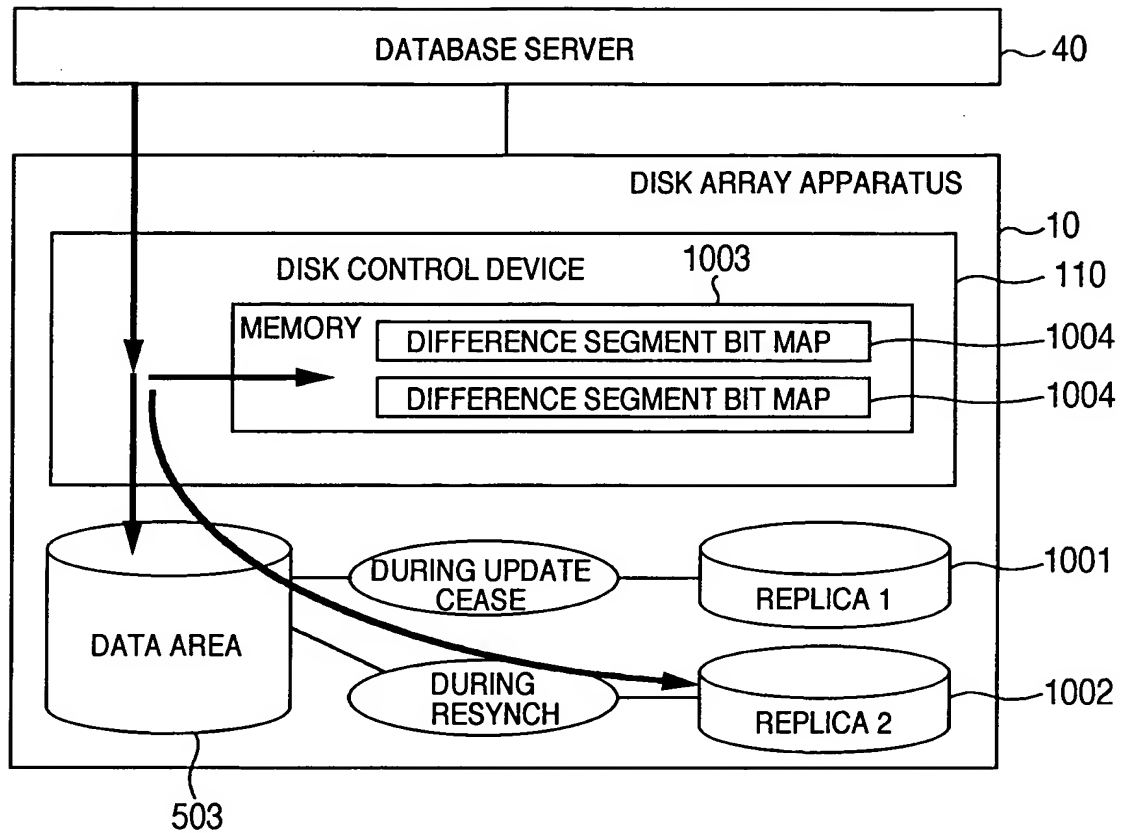 DATABASE SERVER
40
DISK ARRAY APPARATUS
10
DISK CONTROL DEVICE
1003
110
MEMORY
DIFFERENCE SEGMENT BIT MAP
1004
DIFFERENCE SEGMENT BIT MAP
1004
DURING UPDATE
CEASE
REPLICA 1
1001
DATA AREA
DURING
RESYNCH
REPLICA 2
1002
503